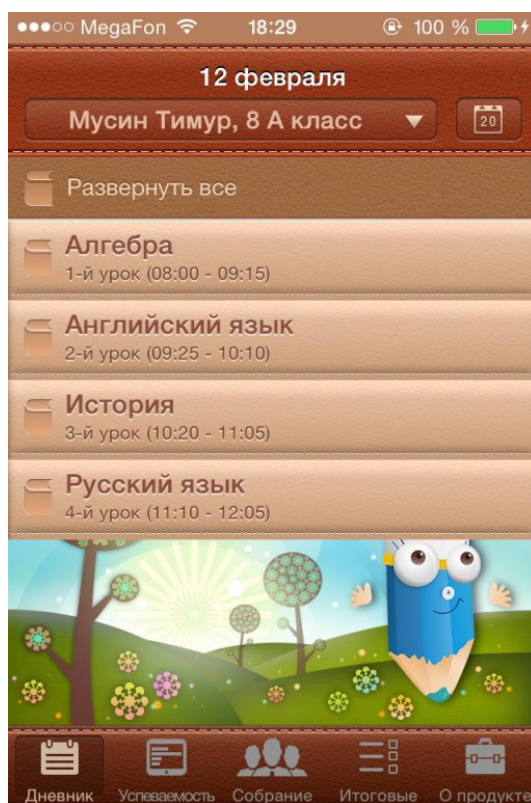 MegaFon 18:29 100 %
12 февраля
Мусин Тимур, 8 А класс
20
Развернуть все
Алгебра
1-й урок (08:00 - 09:15)
Английский язык
2-й урок (09:25 - 10:10)
История
3-й урок (10:20 - 11:05)
Русский язык
4-й урок (11:10 - 12:05)
Дневник Успеваемость Собрание Итоговые О продукте